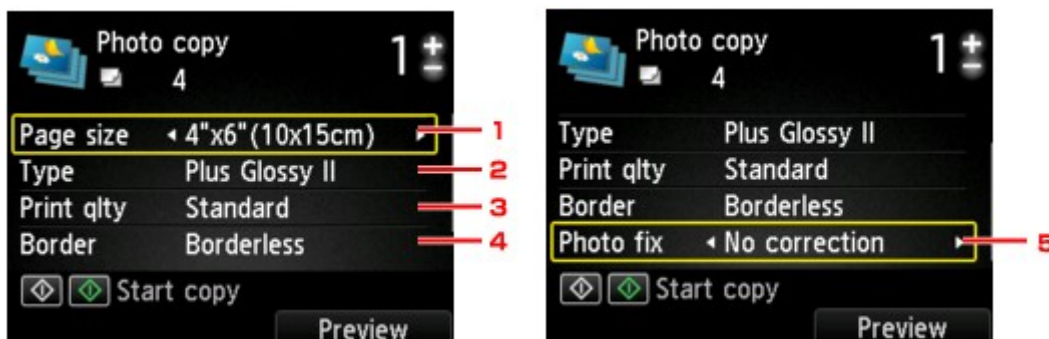 Photo copy
4
1 + -
Page size 4"x6"(10x15cm) 1
Type Plus Glossy II 2
Print qlty Standard 3
Border Borderless 4
Start copy
Preview
Photo copy
4
1 + -
Type Plus Glossy II
Print qlty Standard
Border Borderless
Photo fix No correction 5
Start copy
Preview